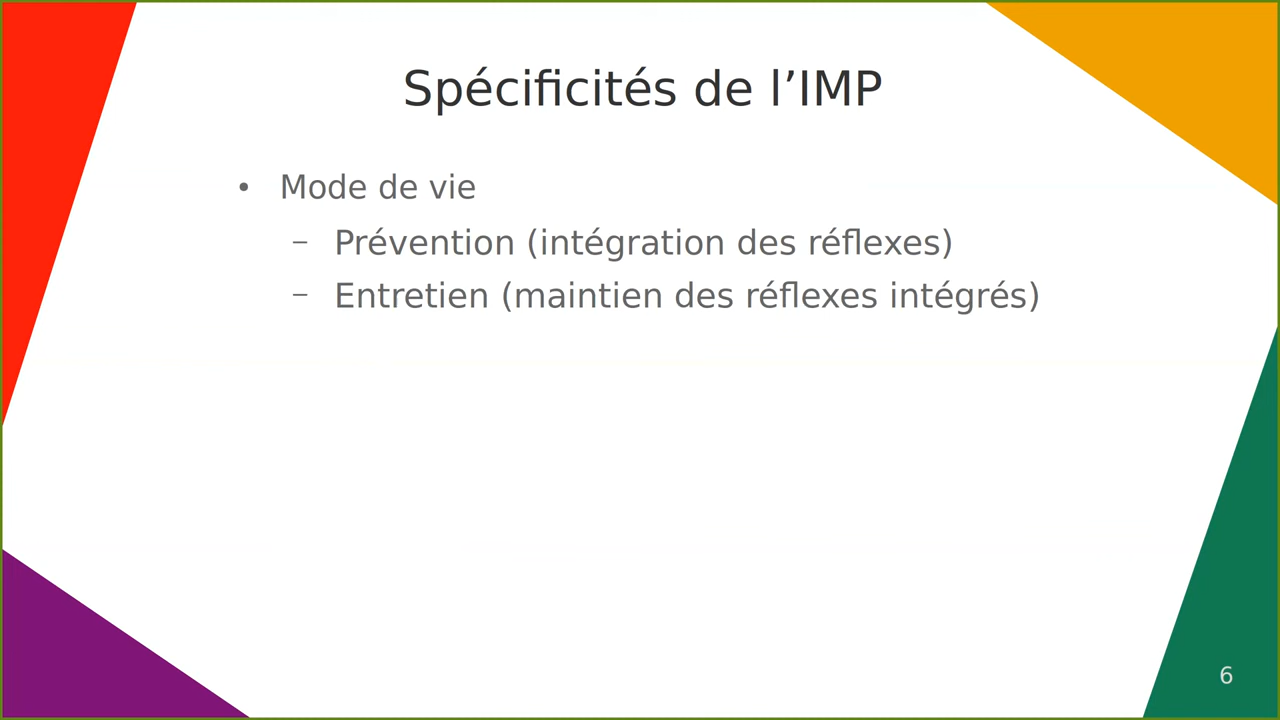 Spécificités de l’IMP
• Mode de vie
– Prévention (intégration des réflexes)
– Entretien (maintien des réflexes intégrés)
6